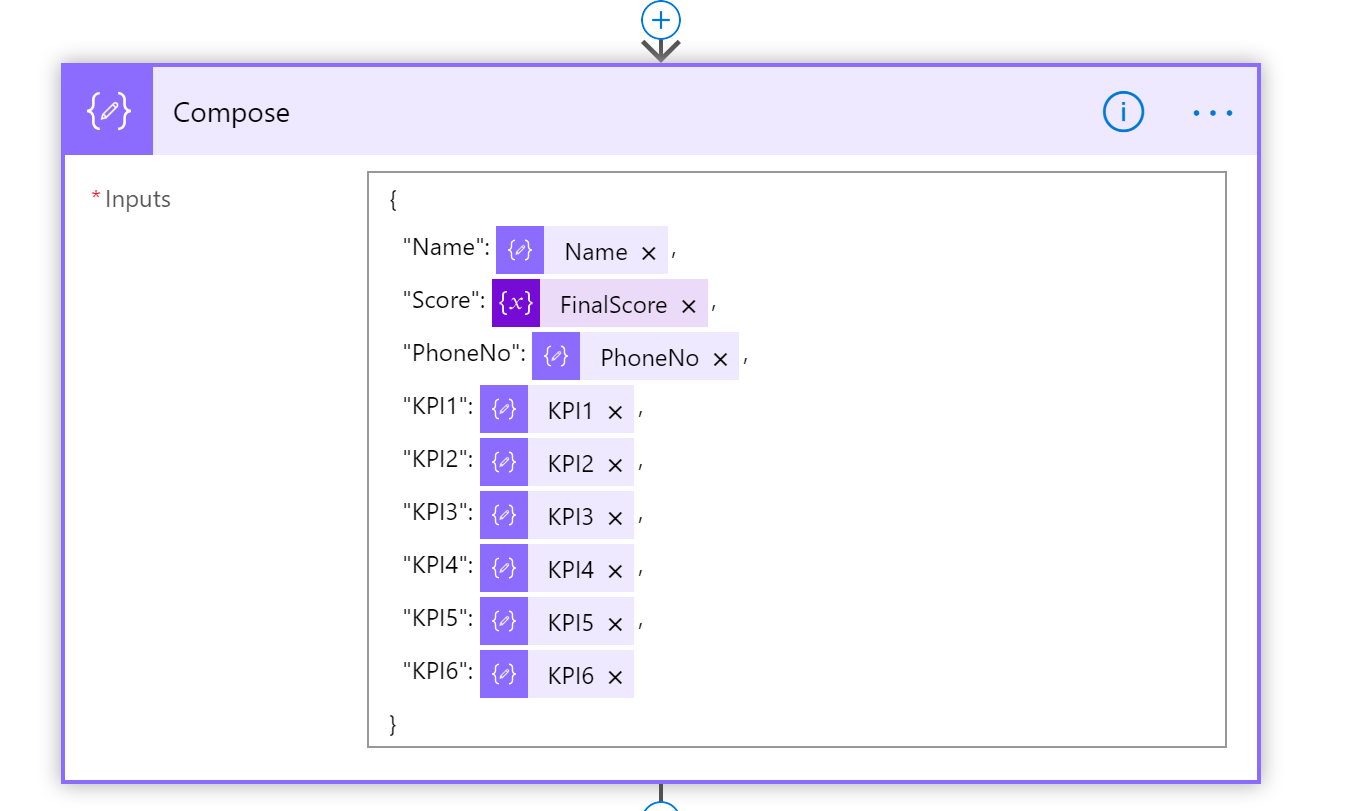 Compose
* Inputs
{
"Name": Name × ,
"Score": {x} FinalScore × ,
"PhoneNo": PhoneNo × ,
"KPI1": KPI1 × ,
"KPI2": KPI2 × ,
"KPI3": KPI3 × ,
"KPI4": KPI4 × ,
"KPI5": KPI5 × ,
"KPI6": KPI6 ×
}